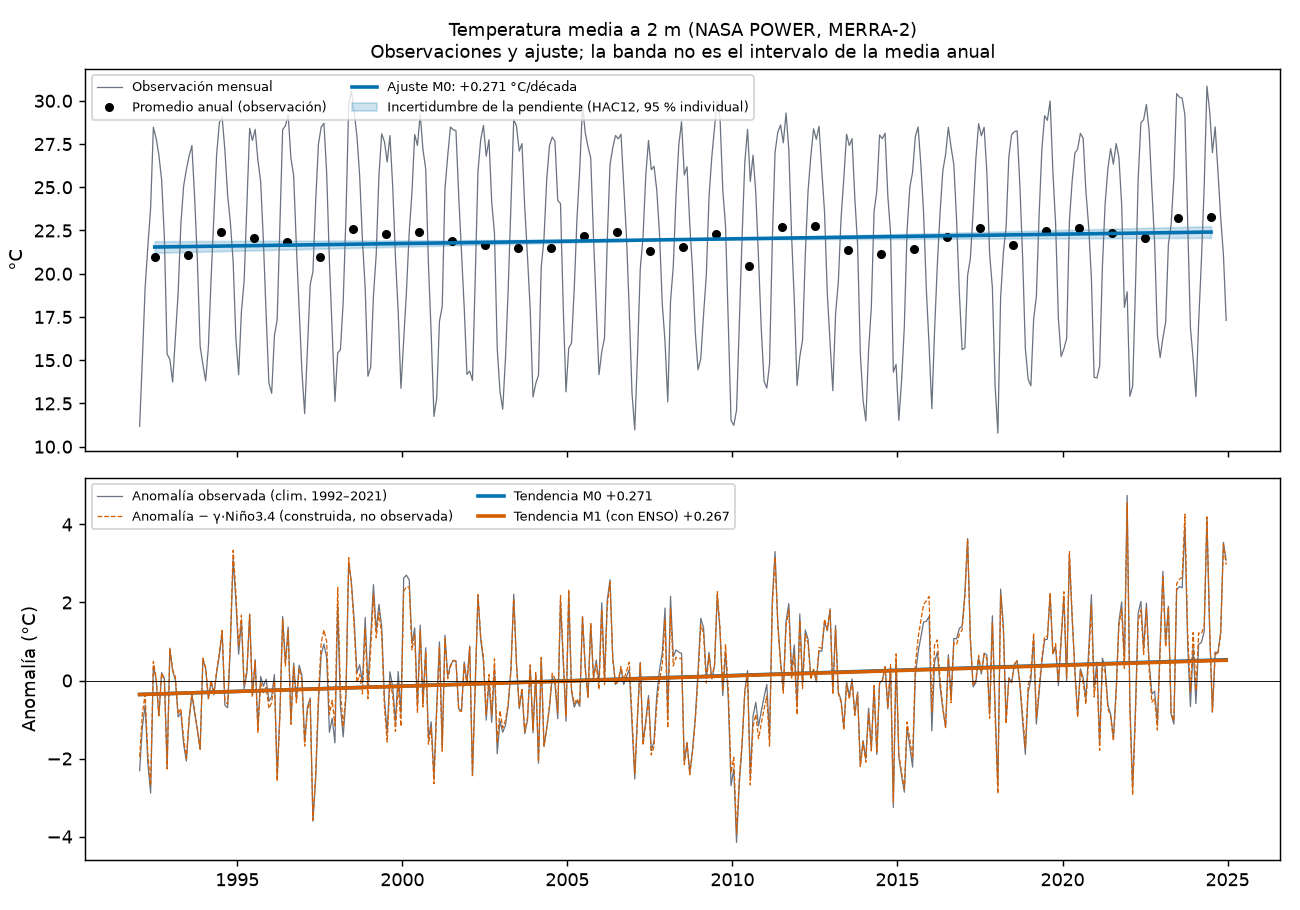 Temperatura media a 2 m (NASA POWER, MERRA-2)
Observaciones y ajuste; la banda no es el intervalo de la media anual
Observación mensual
Promedio anual (observación)
Ajuste M0: +0.271 °C/década
Incertidumbre de la pendiente (HAC12, 95 % individual)
°C
30.0
27.5
25.0
22.5
20.0
17.5
15.0
12.5
10.0
Anomalía observada (clim. 1992–2021)
Anomalía − γ·Niño3.4 (construida, no observada)
Tendencia M0 +0.271
Tendencia M1 (con ENSO) +0.267
Anomalía (°C)
4
2
0
−2
−4
1995
2000
2005
2010
2015
2020
2025